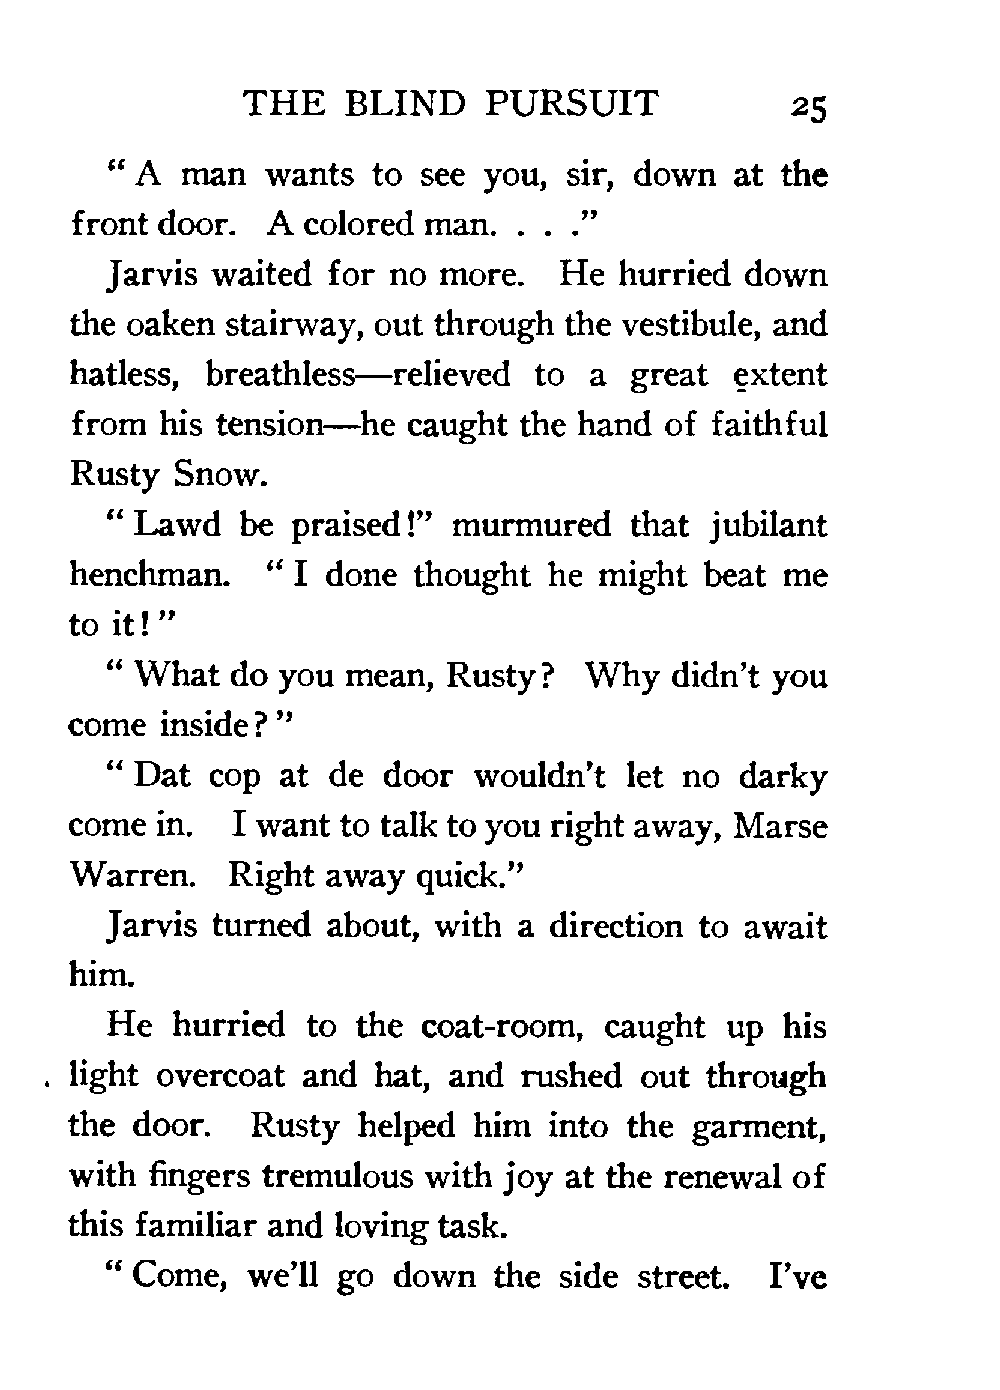 THE BLIND PURSUIT 25
“ A man wants to see you, sir, down at the
front door. A colored man. . . .”
Jarvis waited for no more. He hurried down
the oaken stairway, out through the vestibule, and
hatless, breathless—relieved to a great extent
from his tension—he caught the hand of faithful
Rusty Snow.
“ Lawd be praised!” murmured that jubilant
henchman. “ I done thought he might beat me
to it! ”
“ What do you mean, Rusty? Why didn’t you
come inside? ”
“ Dat cop at de door wouldn’t let no darky
come in. I want to talk to you right away, Marse
Warren. Right away quick.”
Jarvis turned about, with a direction to await
him.
He hurried to the coat-room, caught up his
light overcoat and hat, and rushed out through
the door. Rusty helped him into the garment,
with fingers tremulous with joy at the renewal of
this familiar and loving task.
“ Come, we’ll go down the side street. I’ve